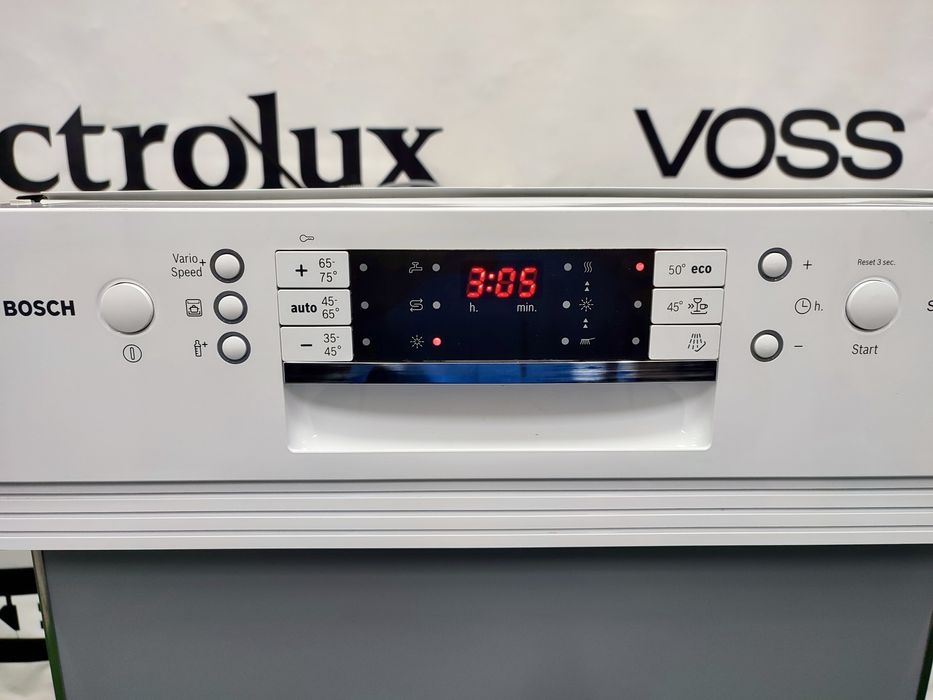 ctrolux
VOSS
BOSCH
Vario
Speed
+
+ 65-
75°
auto 45-
65°
− 35-
45°
3:05
h. min.
50° eco
45°
+
h.
−
Reset 3 sec.
Start
S